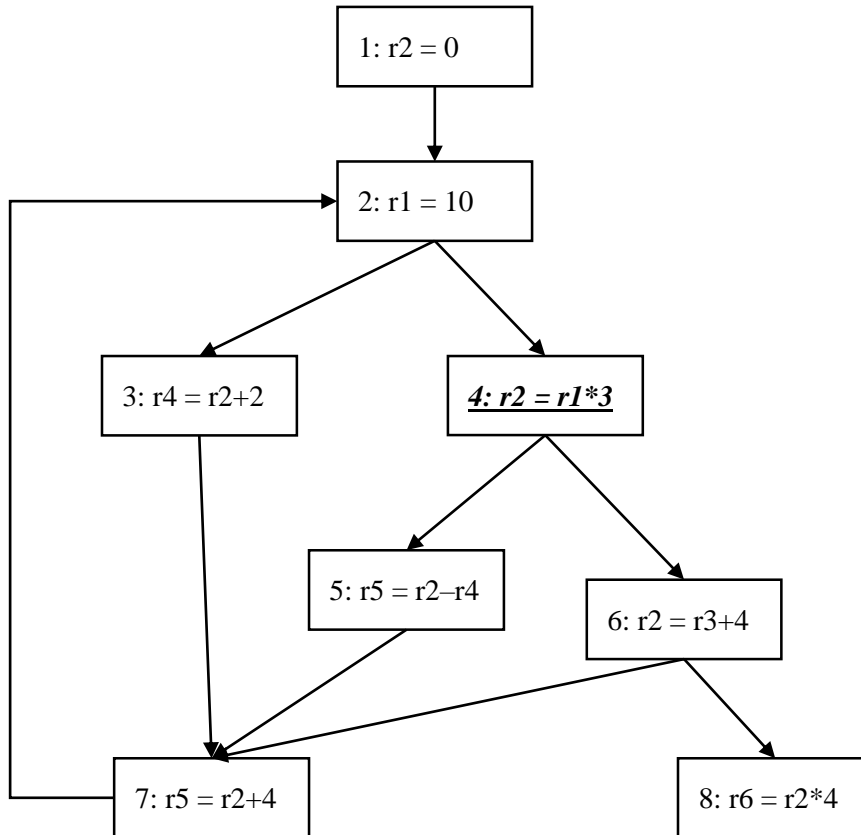 1: r2 = 0
2: r1 = 10
3: r4 = r2+2
4: r2 = r1*3
5: r5 = r2–r4
6: r2 = r3+4
7: r5 = r2+4
8: r6 = r2*4